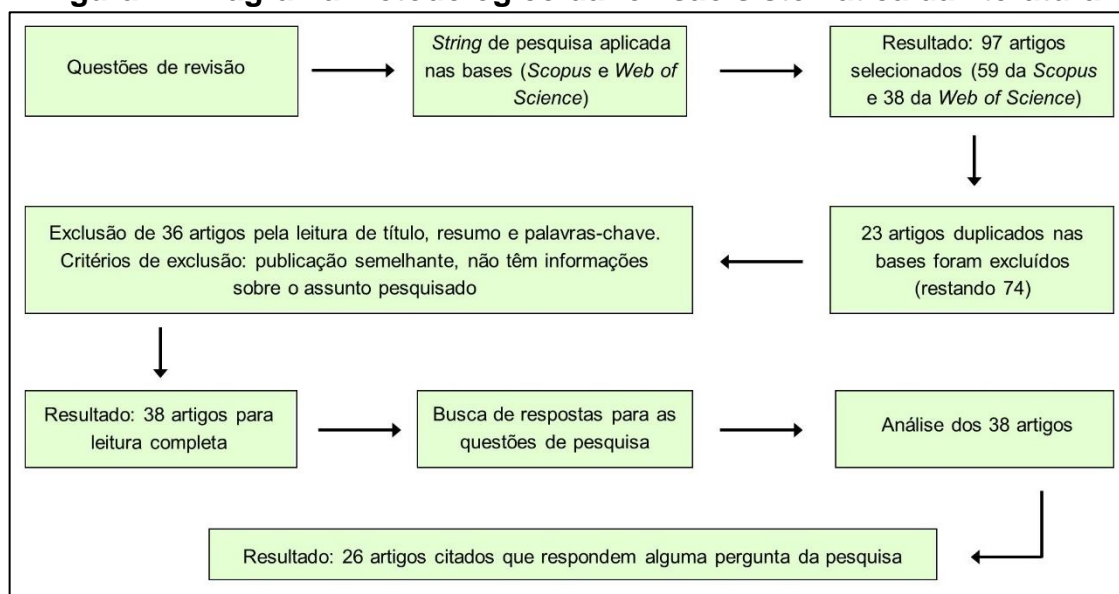 Questões de revisão
String de pesquisa aplicada
nas bases (Scopus e Web of
Science)
Resultado: 97 artigos
selecionados (59 da Scopus
e 38 da Web of Science)
23 artigos duplicados nas
bases foram excluídos
(restando 74)
Exclusão de 36 artigos pela leitura de título, resumo e palavras-chave.
Critérios de exclusão: publicação semelhante, não têm informações
sobre o assunto pesquisado
Resultado: 38 artigos para
leitura completa
Busca de respostas para as
questões de pesquisa
Análise dos 38 artigos
Resultado: 26 artigos citados que respondem alguma pergunta da pesquisa